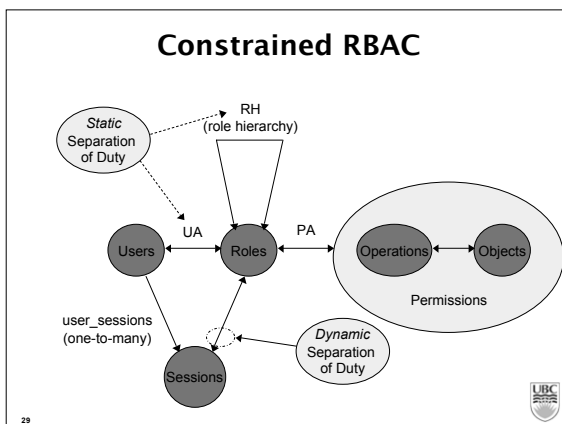 Constrained RBAC
Static
Separation
of Duty
RH
(role hierarchy)
UA
PA
Users
Roles
Operations
Objects
Permissions
user_sessions
(one-to-many)
Dynamic
Separation
of Duty
Sessions
UBC
29